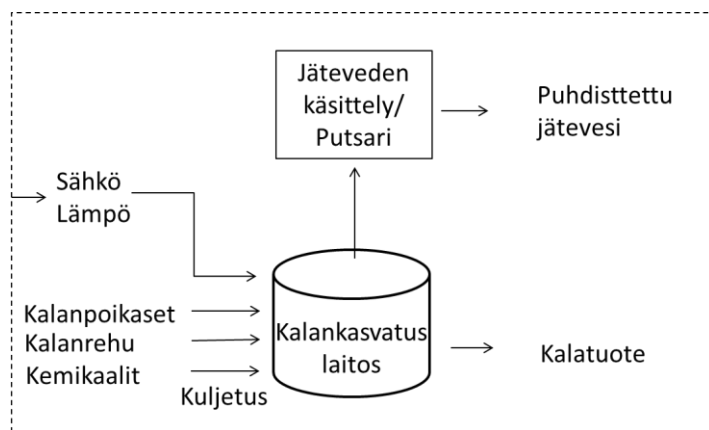 Jäteveden
käsittely/
Putsari
Puhdisttettu
jätevesi
Sähkö
Lämpö
Kalanpoikaset
Kalanrehu
Kemikaalit
Kuljetus
Kalankasvatus
laitos
Kalatuote